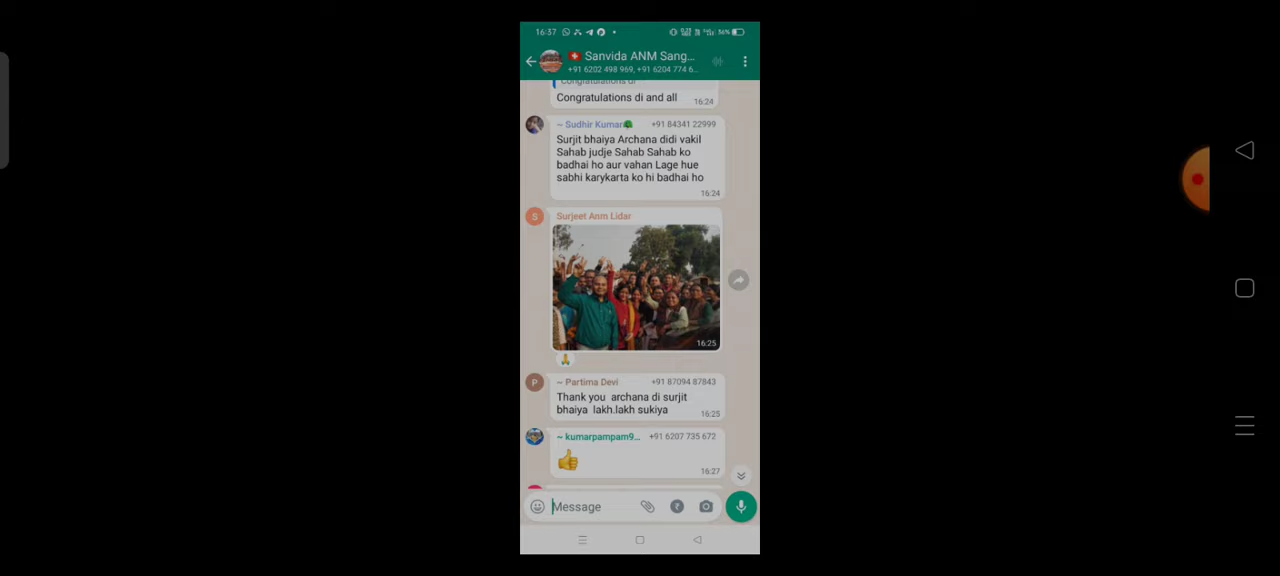 16:37
56%
Sanvida ANM Sang...
+91 6202 498 969, +91 6204 774 6...
Congratulations di
Congratulations di and all
16:24
~ Sudhir Kumar +91 84341 22999
Surjit bhaiya Archana didi vakil
Sahab judje Sahab Sahab ko
badhai ho aur vahan Lage hue
sabhi karykarta ko hi badhai ho
16:24
S
Surjeet Anm Lidar
16:25
P
~ Partima Devi +91 87094 87843
Thank you archana di surjit
bhaiya lakh.lakh sukiya
16:25
~ kumarpampam9... +91 6207 735 672
16:27
Message